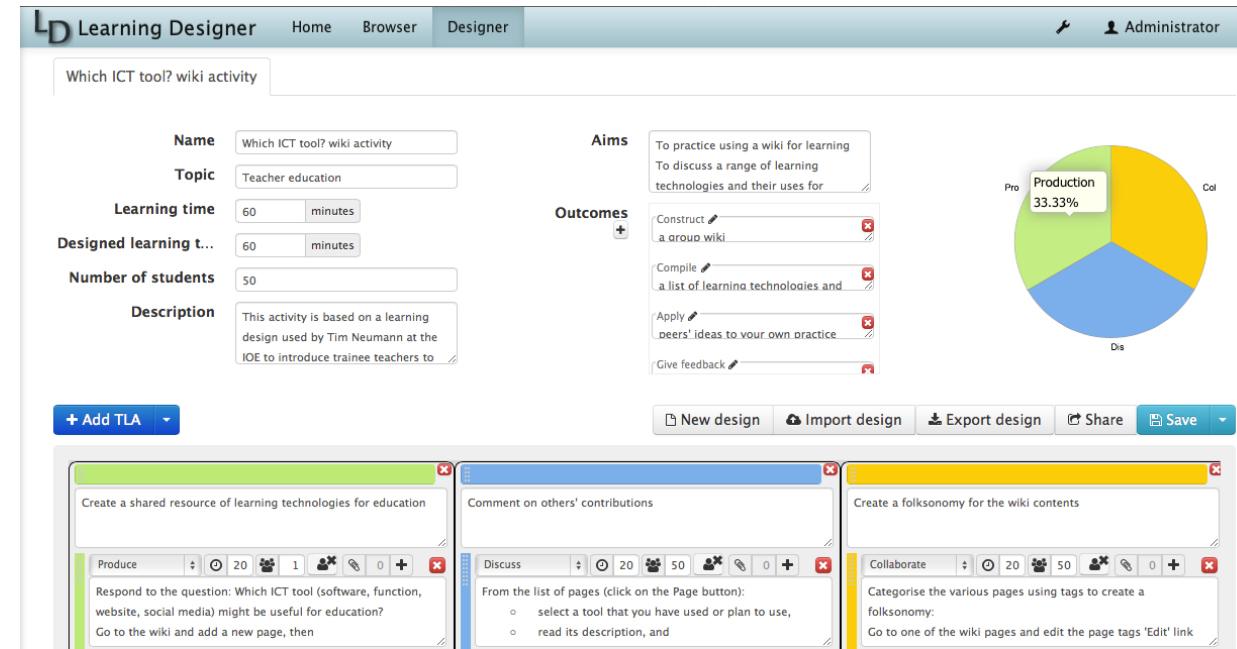 LD Learning Designer Home Browser Designer Administrator
Which ICT tool? wiki activity
Name Which ICT tool? wiki activity
Topic Teacher education
Learning time 60 minutes
Designed learning t... 60 minutes
Number of students 50
Description This activity is based on a learning
design used by Tim Neumann at the
IOE to introduce trainee teachers to
Aims To practice using a wiki for learning
To discuss a range of learning
technologies and their uses for
Outcomes
Construct
a group wiki
Compile
a list of learning technologies and
Apply
peers' ideas to your own practice
Give feedback
Pro
Production
33.33%
Col
Dis
+ Add TLA
New design Import design Export design Share Save
Create a shared resource of learning technologies for education
Produce 20 1 0 +
Respond to the question: Which ICT tool (software, function,
website, social media) might be useful for education?
Go to the wiki and add a new page, then
Comment on others' contributions
Discuss 20 50 0 +
From the list of pages (click on the Page button):
select a tool that you have used or plan to use,
read its description, and
Create a folksonomy for the wiki contents
Collaborate 20 50 0 +
Categorise the various pages using tags to create a
folksonomy:
Go to one of the wiki pages and edit the page tags 'Edit' link